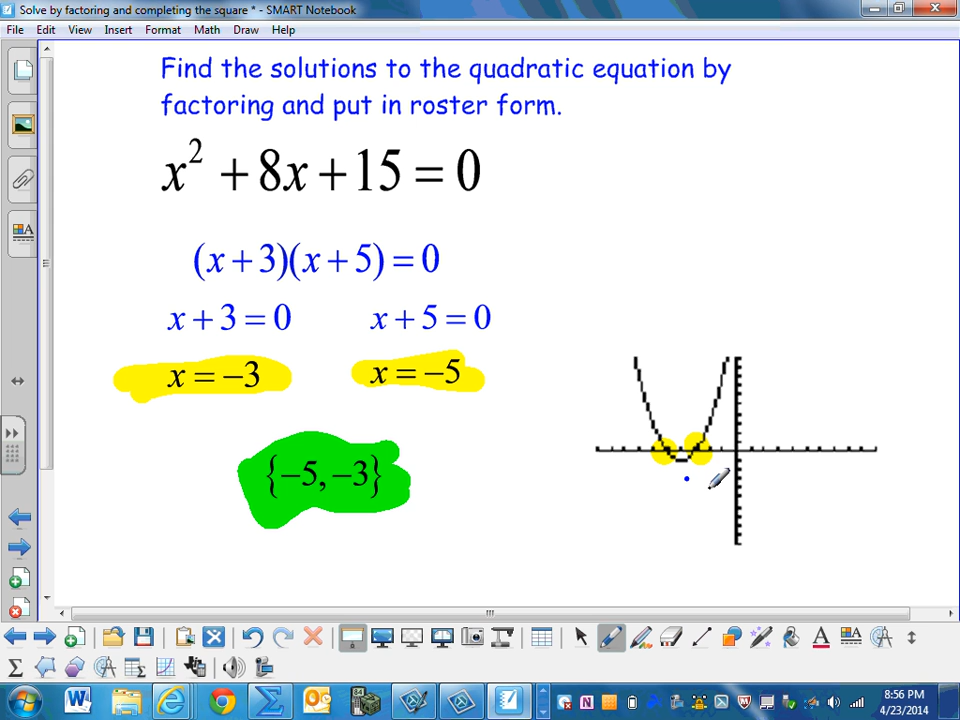 Solve by factoring and completing the square * - SMART Notebook
File Edit View Insert Format Math Draw Help
Find the solutions to the quadratic equation by
factoring and put in roster form.
x² + 8x + 15 = 0
(x + 3)(x + 5) = 0
x + 3 = 0 x + 5 = 0
x = −3 x = −5
{−5, −3}
8:56 PM
4/23/2014